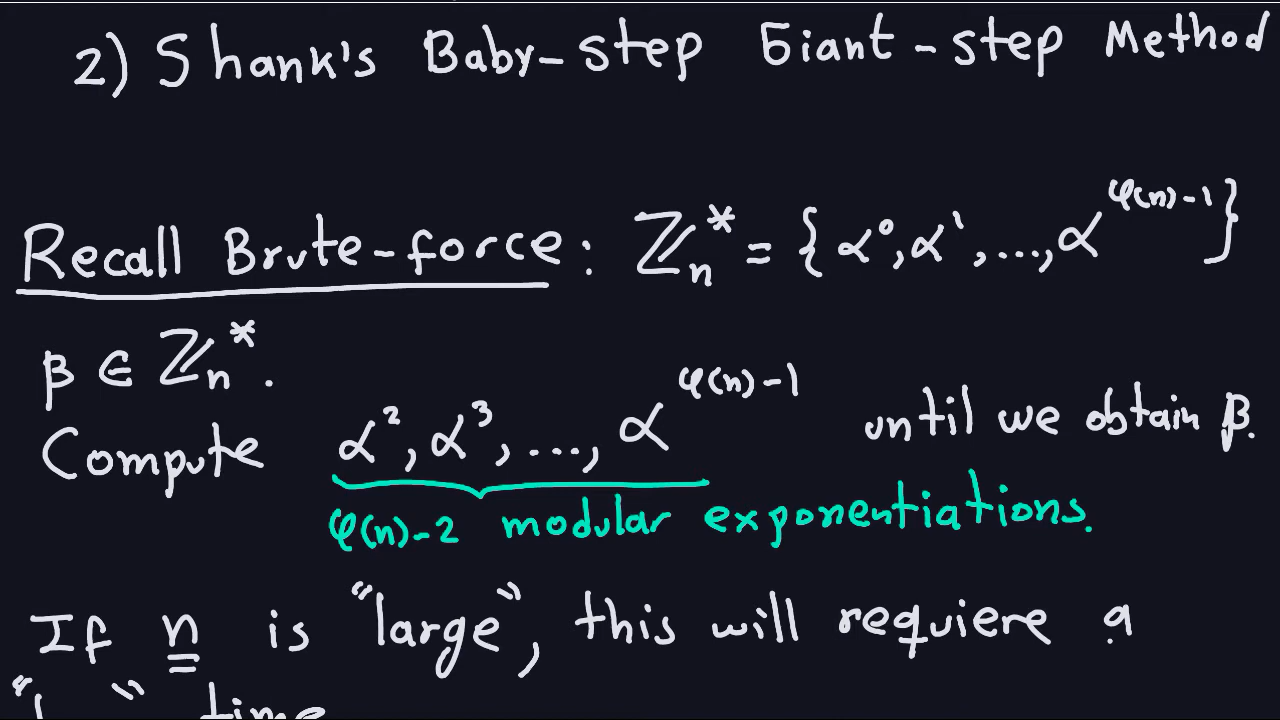 2) Shank's Baby-step Giant-step Method
Recall Brute-force: ℤₙ* = {α⁰, α¹, ..., α^(φ(n)-1)}
β ∈ ℤₙ*.
Compute α², α³, ..., α^(φ(n)-1) until we obtain β.
φ(n)-2 modular exponentiations.
If n is "large", this will requiere a
time